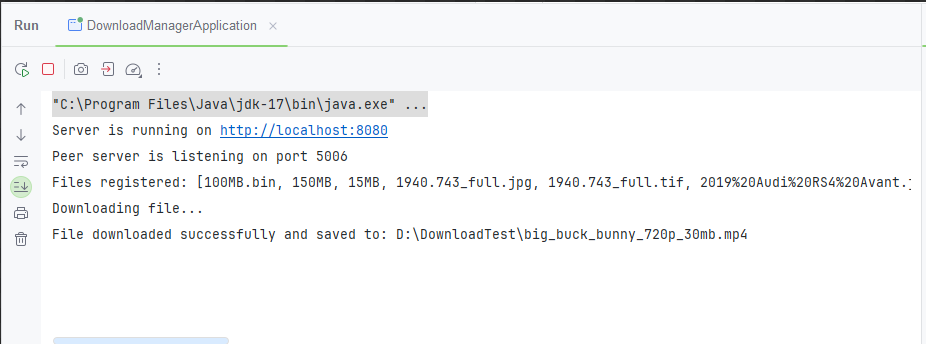 Run DownloadManagerApplication
"C:\Program Files\Java\jdk-17\bin\java.exe" ...
Server is running on http://localhost:8080
Peer server is listening on port 5006
Files registered: [100MB.bin, 150MB, 15MB, 1940.743_full.jpg, 1940.743_full.tif, 2019%20Audi%20RS4%20Avant.j
Downloading file...
File downloaded successfully and saved to: D:\DownloadTest\big_buck_bunny_720p_30mb.mp4